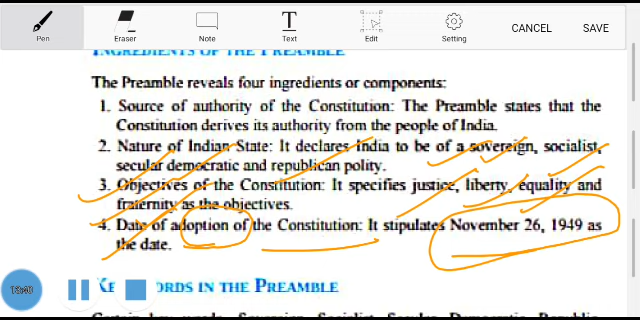 Pen
Eraser
Note
Text
Edit
Setting
CANCEL
SAVE
INGREDIENTS OF THE PREAMBLE
The Preamble reveals four ingredients or components:
1. Source of authority of the Constitution: The Preamble states that the
Constitution derives its authority from the people of India.
2. Nature of Indian State: It declares India to be of a sovereign, socialist,
secular democratic and republican polity.
3. Objectives of the Constitution: It specifies justice, liberty, equality and
fraternity as the objectives.
4. Date of adoption of the Constitution: It stipulates November 26, 1949 as
the date.
ORDS IN THE PREAMBLE